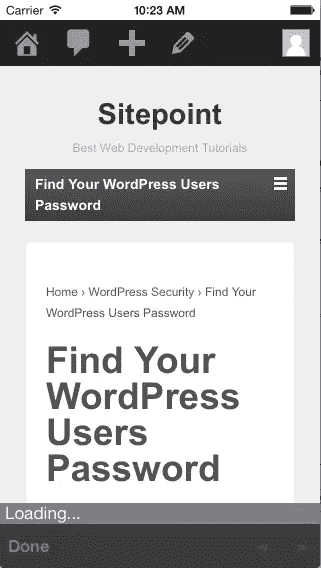 Carrier 10:23 AM
Sitepoint
Best Web Development Tutorials
Find Your WordPress Users
Password
Home › WordPress Security › Find Your
WordPress Users Password
Find Your
WordPress
Users
Password
Loading...
Done